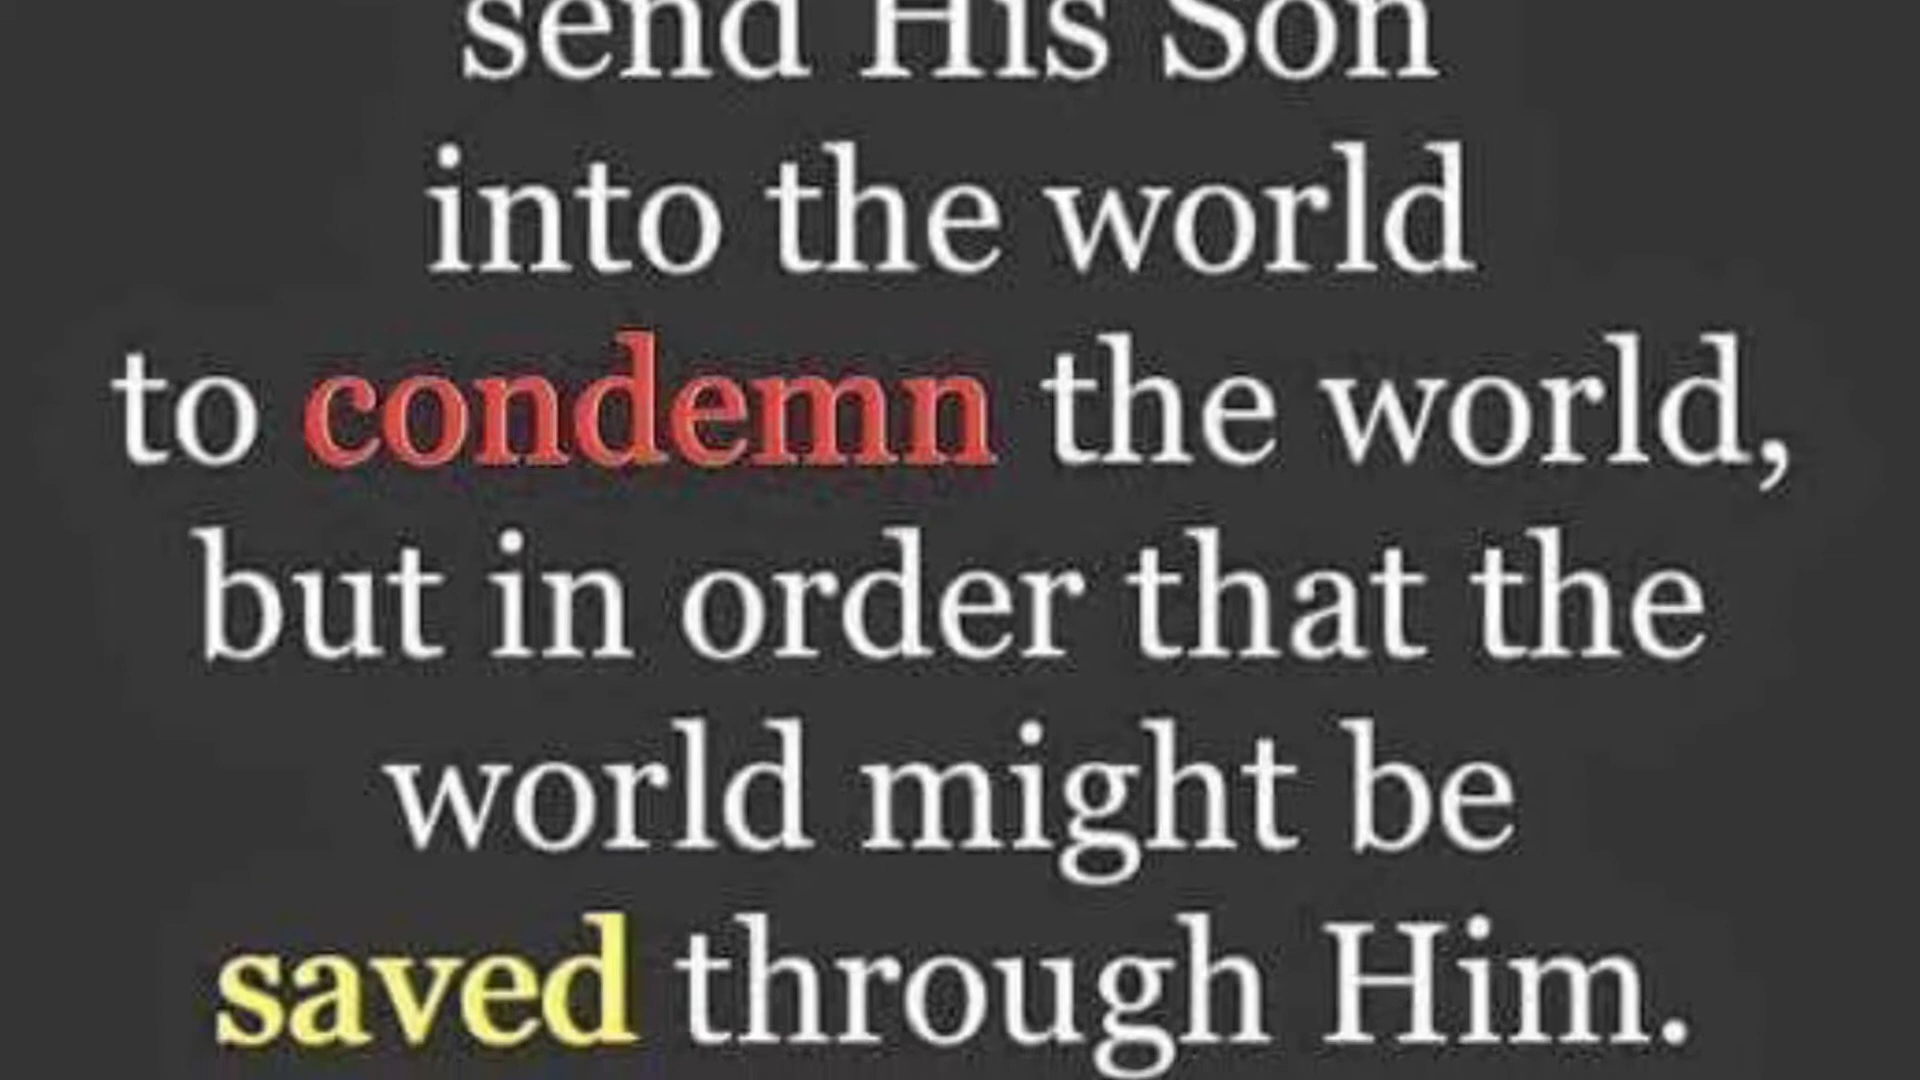 send His Son
into the world
to condemn the world,
but in order that the
world might be
saved through Him.